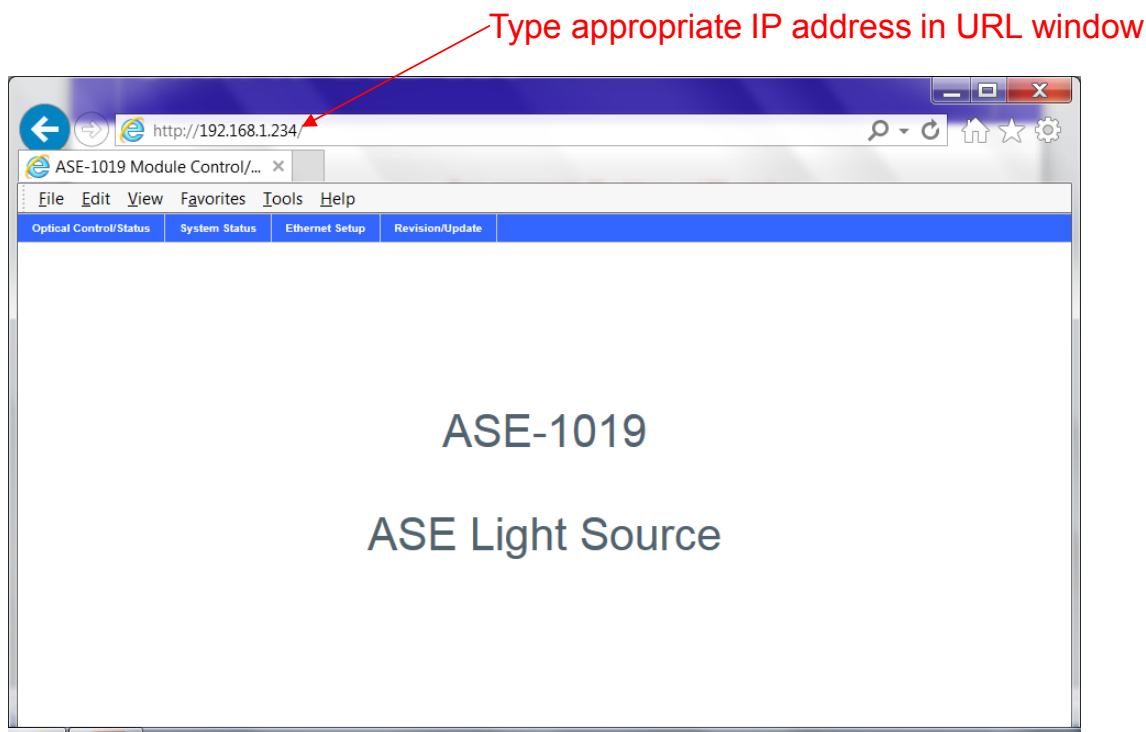 Type appropriate IP address in URL window
http://192.168.1.234/
ASE-1019 Module Control/...
File Edit View Favorites Tools Help
Optical Control/Status System Status Ethernet Setup Revision/Update
ASE-1019
ASE Light Source